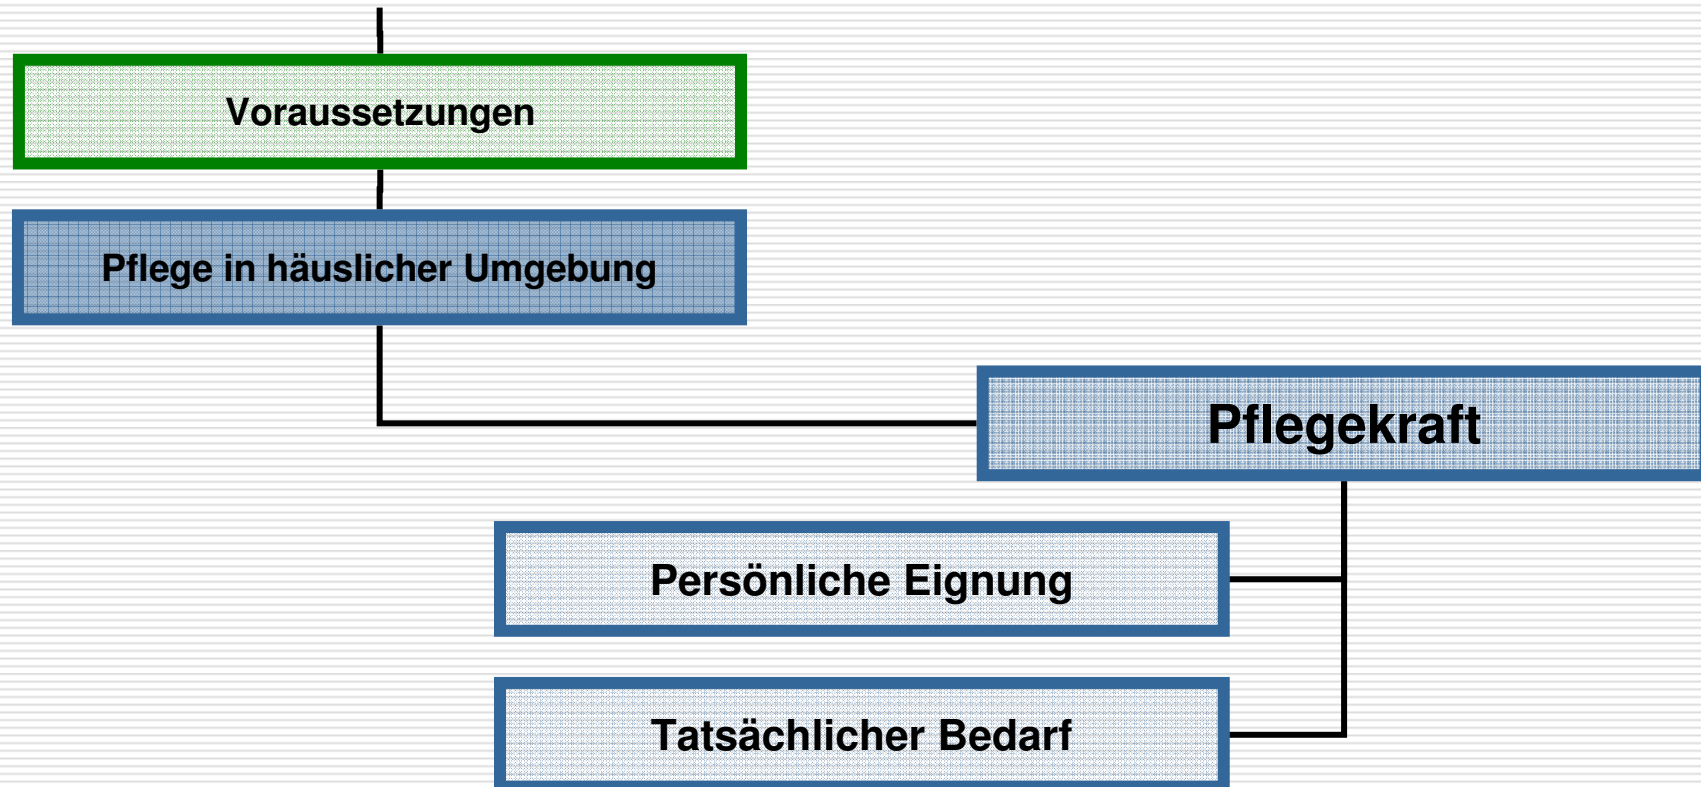 Voraussetzungen
Pflege in häuslicher Umgebung
Pflegekraft
Persönliche Eignung
Tatsächlicher Bedarf